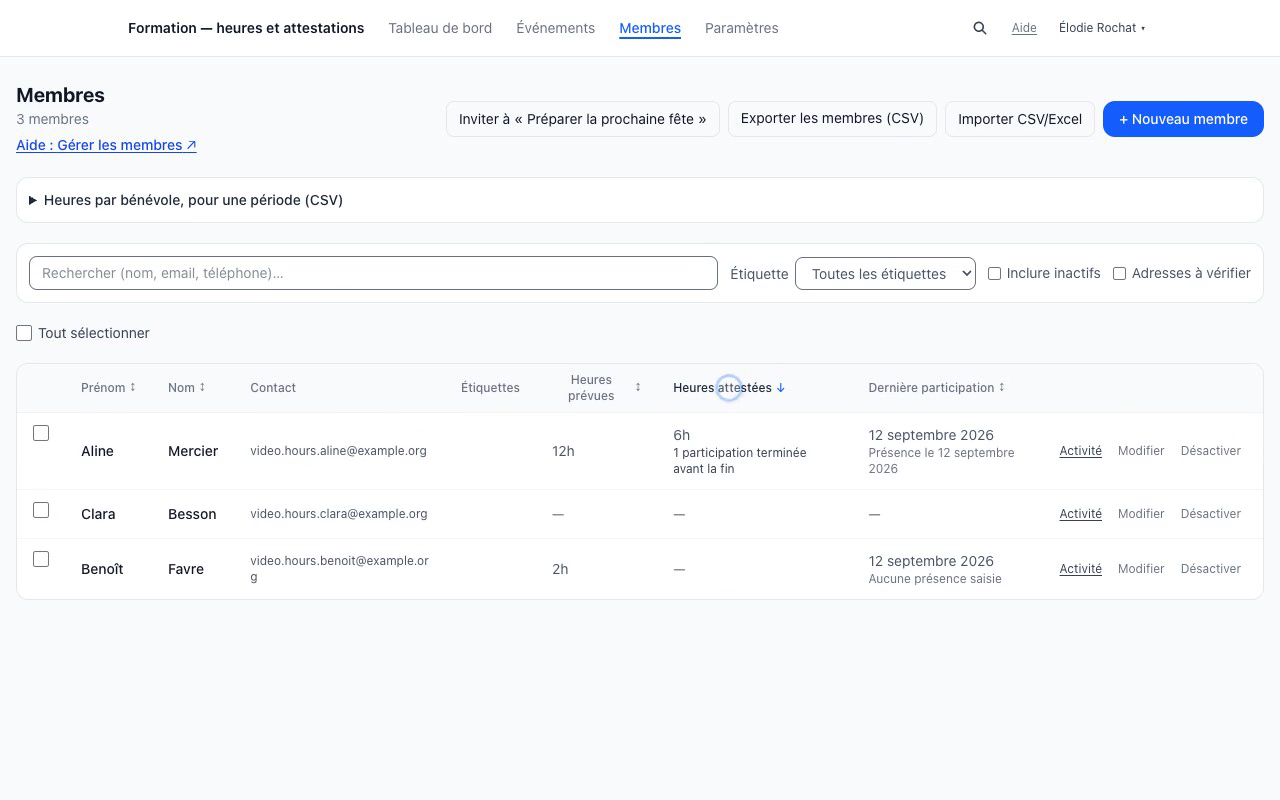 Formation — heures et attestations Tableau de bord Événements Membres Paramètres Aide Élodie Rochat ▾
Membres
3 membres
Aide : Gérer les membres ↗
Inviter à « Préparer la prochaine fête » Exporter les membres (CSV) Importer CSV/Excel + Nouveau membre
▶ Heures par bénévole, pour une période (CSV)
Rechercher (nom, email, téléphone)… Étiquette Toutes les étiquettes Inclure inactifs Adresses à vérifier
Tout sélectionner
Prénom ↕ Nom ↕ Contact Étiquettes Heures prévues ↕ Heures attestées ↓ Dernière participation ↕
Aline Mercier video.hours.aline@example.org 12h 6h 12 septembre 2026 Activité Modifier Désactiver
1 participation terminée Présence le 12 septembre
avant la fin 2026
Clara Besson video.hours.clara@example.org — — — Activité Modifier Désactiver
Benoît Favre video.hours.benoit@example.or 2h — 12 septembre 2026 Activité Modifier Désactiver
g Aucune présence saisie